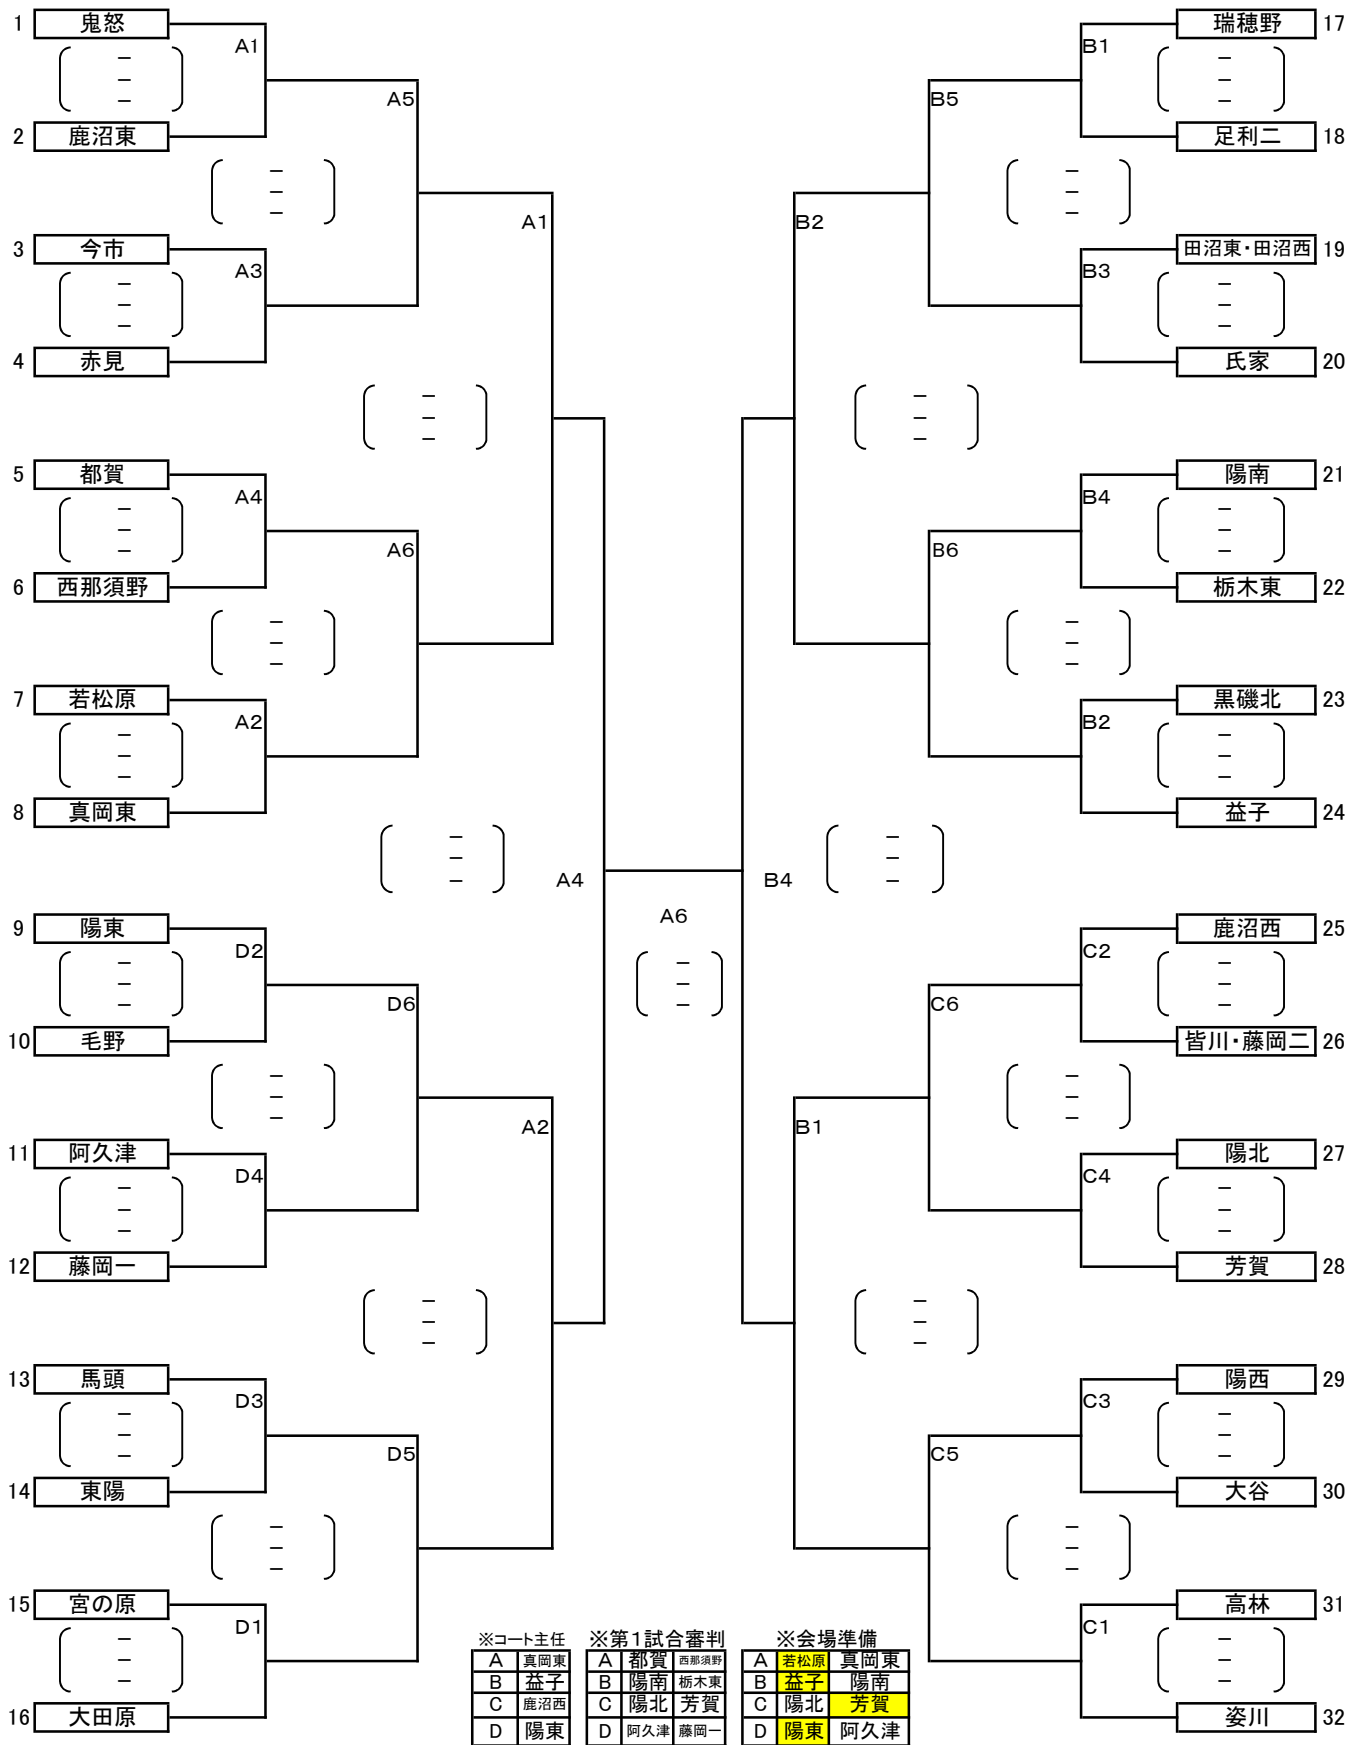 1 鬼怒 瑞穂野 17
A1 B1
－ －
－ －
－ －
A5 B5
2 鹿沼東 足利二 18
－ －
－ －
－ －
A1 B2
3 今市 田沼東・田沼西 19
A3 B3
－ －
－ －
－ －
4 赤見 氏家 20
－ －
－ －
－ －
5 都賀 陽南 21
A4 B4
－ －
－ －
－ －
A6 B6
6 西那須野 栃木東 22
－ －
－ －
－ －
7 若松原 黒磯北 23
A2 B2
－ －
－ －
－ －
8 真岡東 益子 24
－ －
－ －
－ －
A4 B4
A6
9 陽東 鹿沼西 25
D2 C2
－ － －
－ － －
－ － －
D6 C6
10 毛野 皆川・藤岡二 26
－ －
－ －
－ －
A2 B1
11 阿久津 陽北 27
D4 C4
－ －
－ －
－ －
12 藤岡一 芳賀 28
－ －
－ －
－ －
13 馬頭 陽西 29
D3 C3
－ －
－ －
－ －
D5 C5
14 東陽 大谷 30
－ －
－ －
－ －
15 宮の原 高林 31
D1 C1
－ －
－ －
－ －
16 大田原 姿川 32
※コート主任 ※第1試合審判 ※会場準備
A 真岡東 A 都賀 西那須野 A 若松原 真岡東
B 益子 B 陽南 栃木東 B 益子 陽南
C 鹿沼西 C 陽北 芳賀 C 陽北 芳賀
D 陽東 D 阿久津 藤岡一 D 陽東 阿久津